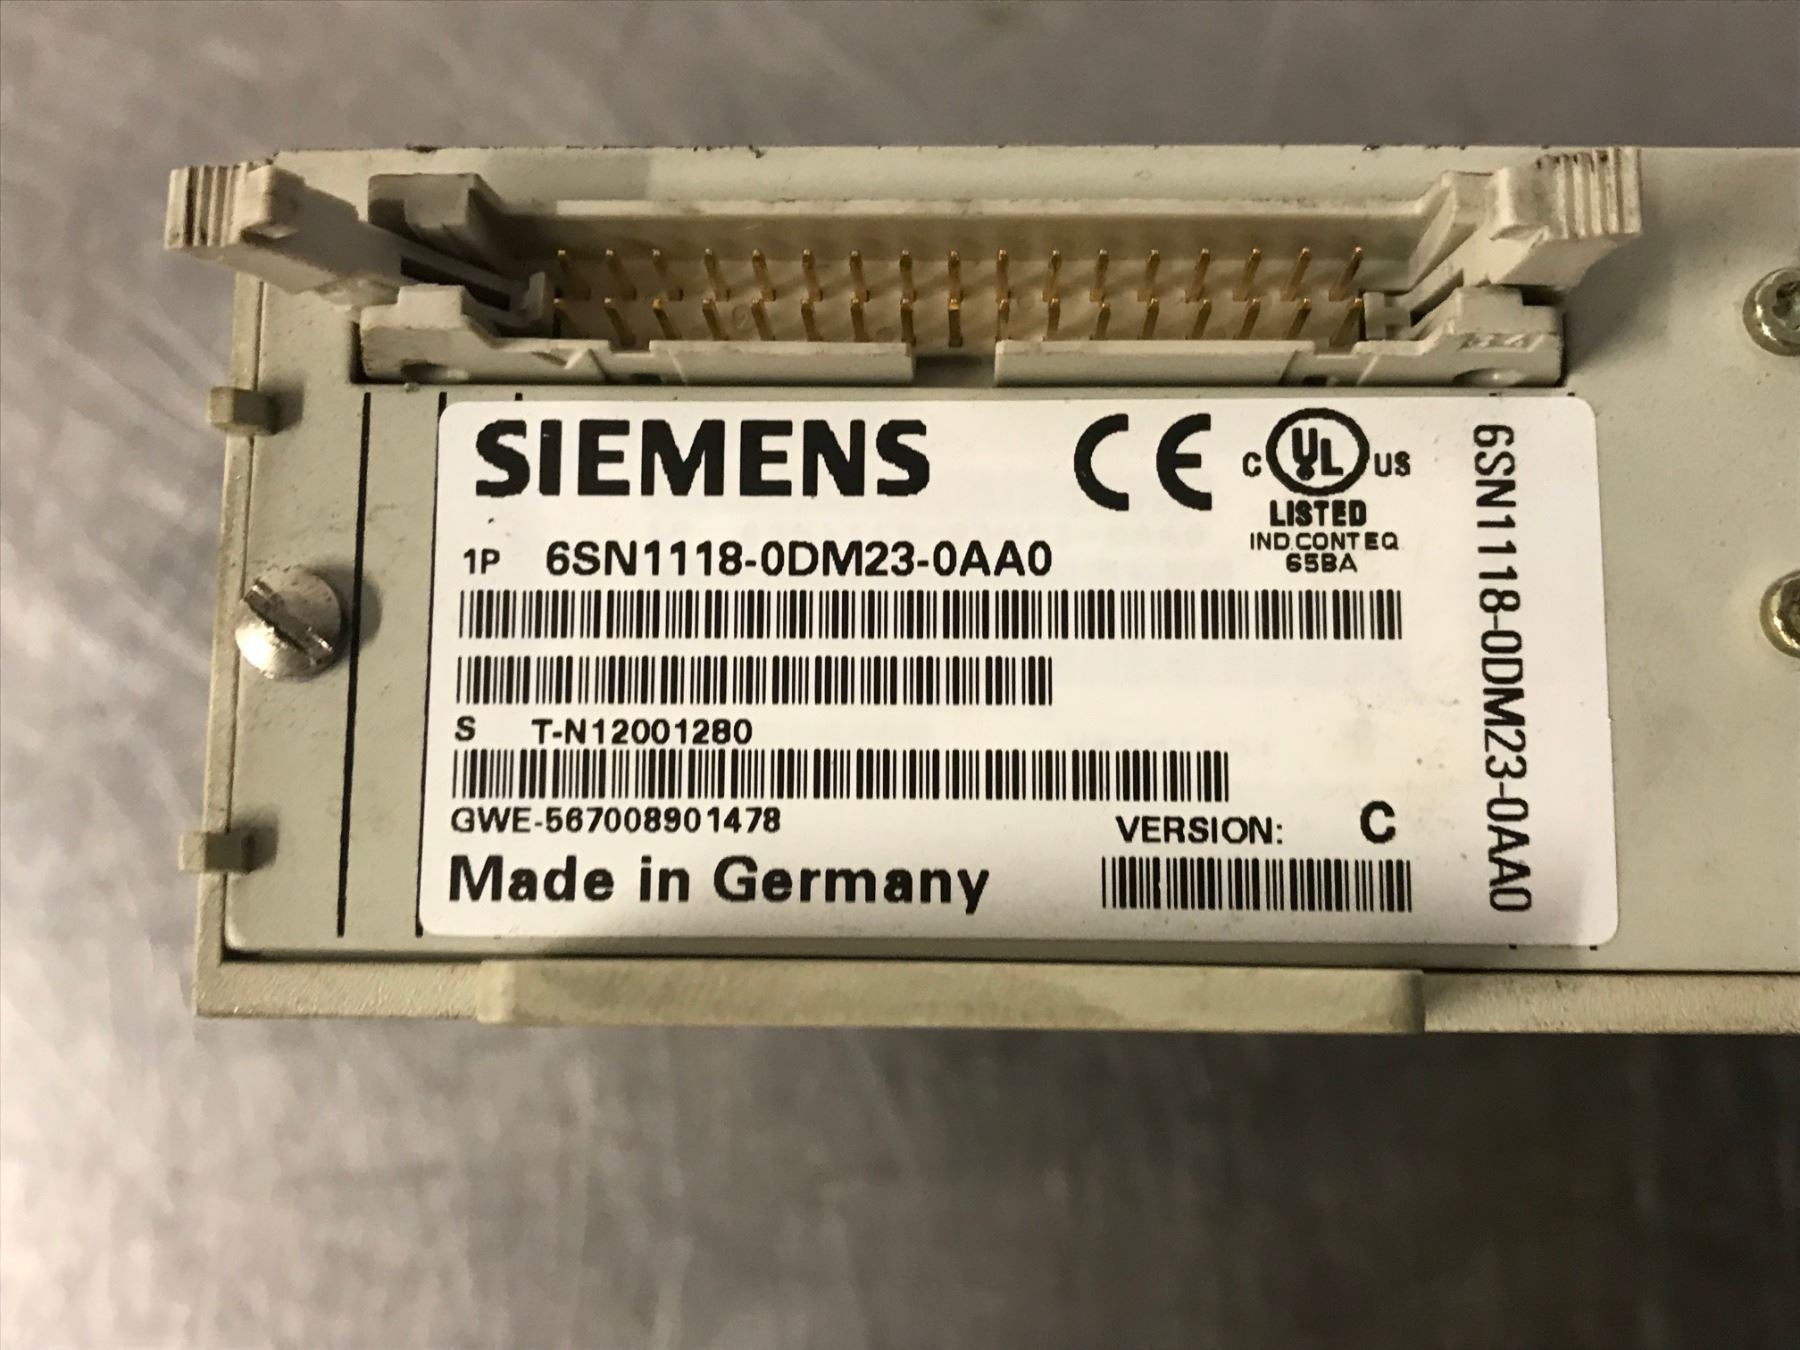 SIEMENS
CE
C UL US
LISTED
IND.CONT.EQ
65BA
1P 6SN1118-0DM23-0AA0
S T-N12001280
GWE-567008901478
VERSION: C
Made in Germany
6SN1118-0DM23-0AA0